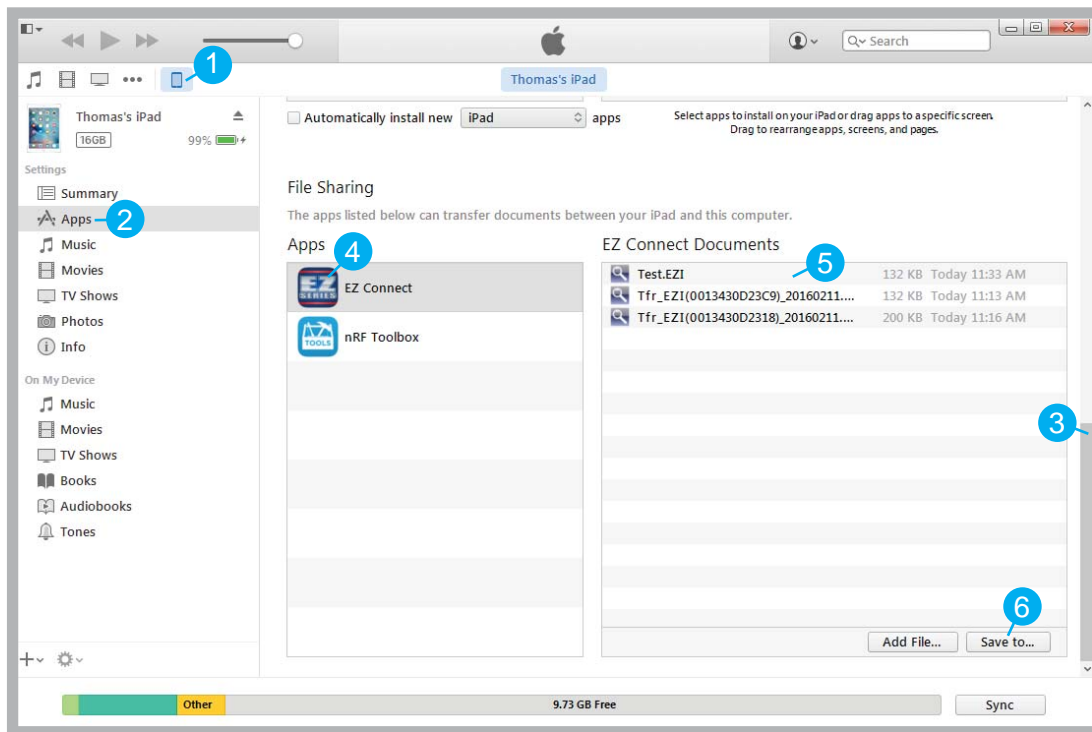 Search
1
Thomas's iPad
Thomas's iPad
16GB
99%
Automatically install new
iPad
apps
Select apps to install on your iPad or drag apps to a specific screen.
Drag to rearrange apps, screens, and pages.
Settings
Summary
Apps
2
Music
Movies
TV Shows
Photos
Info
On My Device
Music
Movies
TV Shows
Books
Audiobooks
Tones
File Sharing
The apps listed below can transfer documents between your iPad and this computer.
Apps
4
EZ SERIES
EZ Connect
TOOLS
nRF Toolbox
EZ Connect Documents
5
Test.EZI 132 KB Today 11:33 AM
Tfr_EZI(0013430D23C9)_20160211.... 132 KB Today 11:13 AM
Tfr_EZI(0013430D2318)_20160211.... 200 KB Today 11:16 AM
3
6
Add File... Save to...
Other
9.73 GB Free
Sync